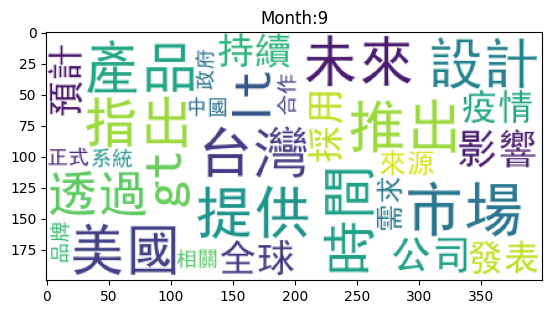 Month:9
0
25
50
75
100
125
150
175
0
50
100
150
200
250
300
350
預計
產品
政府
持續
未來
設計
指出
中國
lt
合作
採用
推出
疫情
正式
系統
gt
台灣
來源
影響
透過
提供
時間
需求
市場
品牌
美國
相關
全球
公司
發表